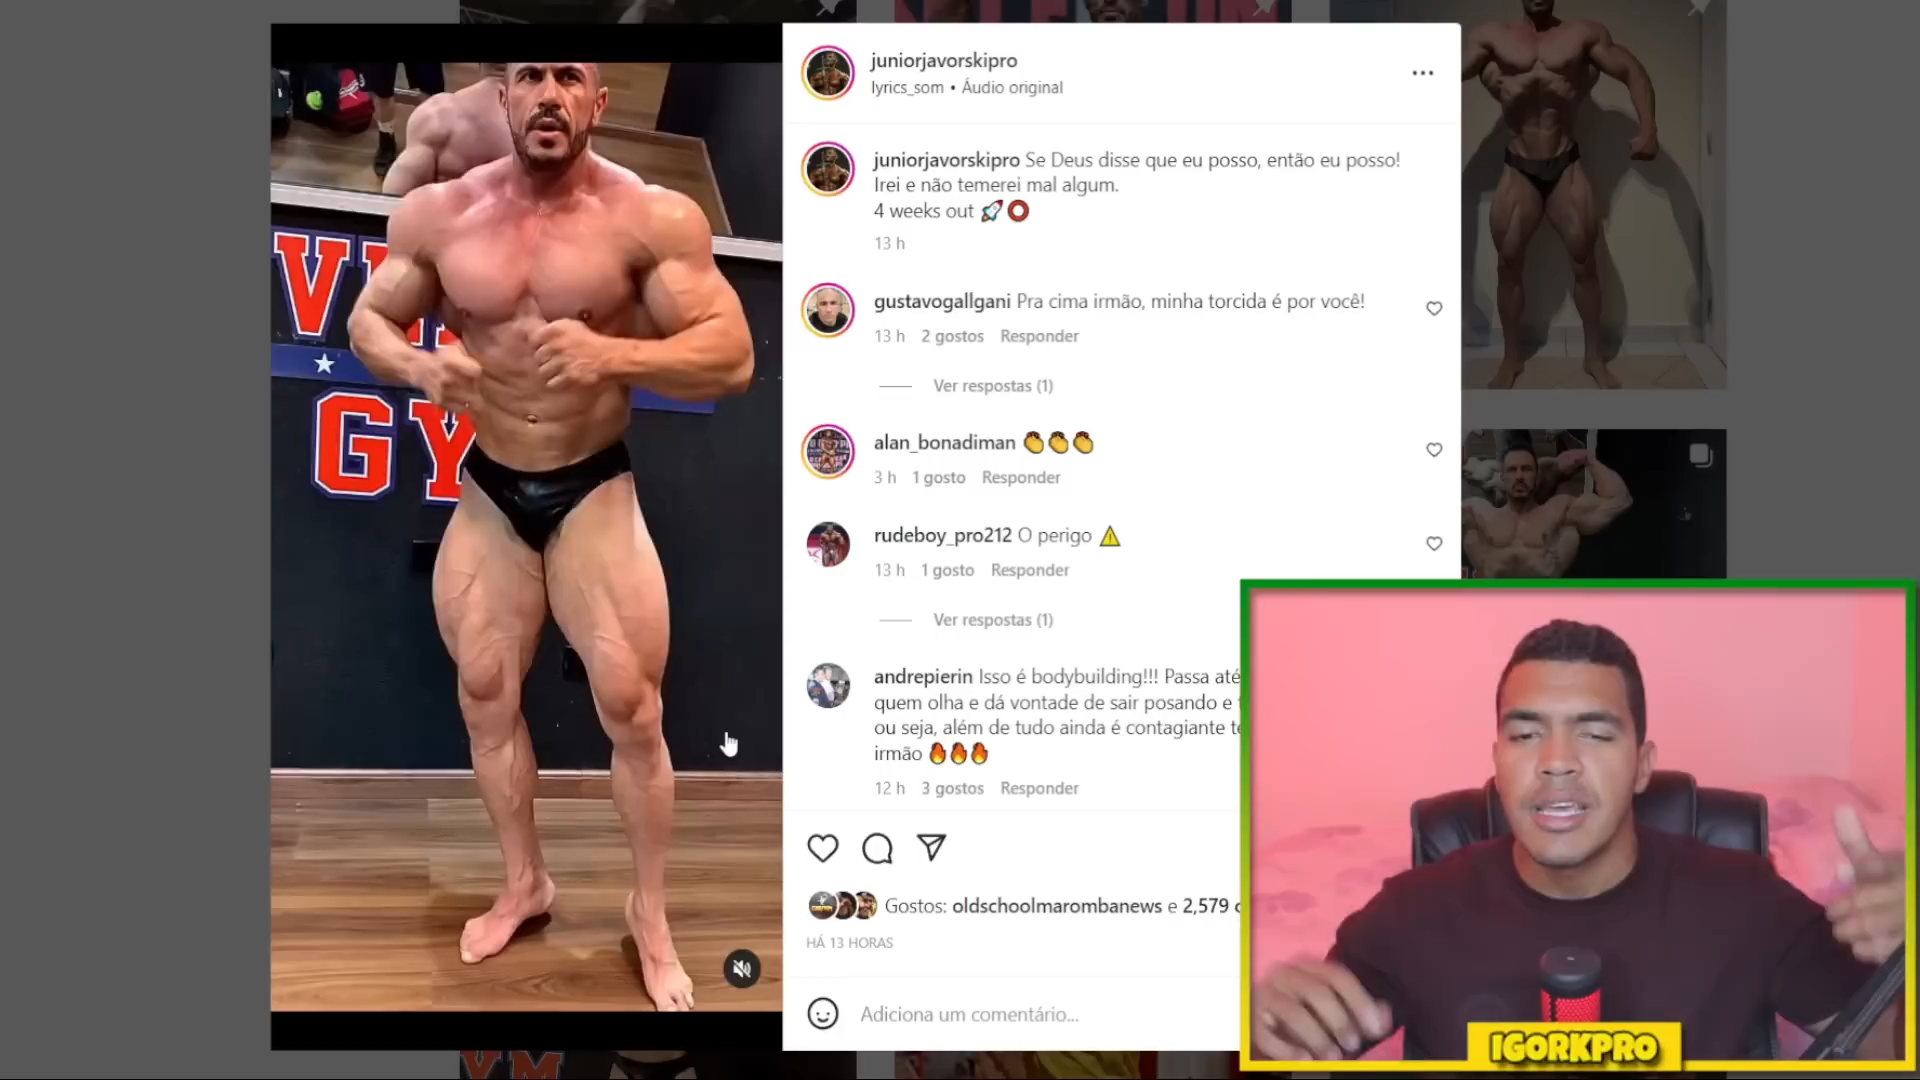 juniorjavorskipro
lyrics_som • Áudio original
juniorjavorskipro Se Deus disse que eu posso, então eu posso!
Irei e não temerei mal algum.
4 weeks out 🚀⭕
13 h
gustavogallgani Pra cima irmão, minha torcida é por você!
13 h 2 gostos Responder
Ver respostas (1)
alan_bonadiman 👏👏👏
3 h 1 gosto Responder
rudeboy_pro212 O perigo ⚠️
13 h 1 gosto Responder
Ver respostas (1)
andrepierin Isso é bodybuilding!!! Passa até
quem olha e dá vontade de sair posando e
ou seja, além de tudo ainda é contagiante
irmão 🔥🔥🔥
12 h 3 gostos Responder
Gostos: oldschoolmarombanews e 2,579
HÁ 13 HORAS
Adiciona um comentário...
IGORKPRO
V
GY
VM